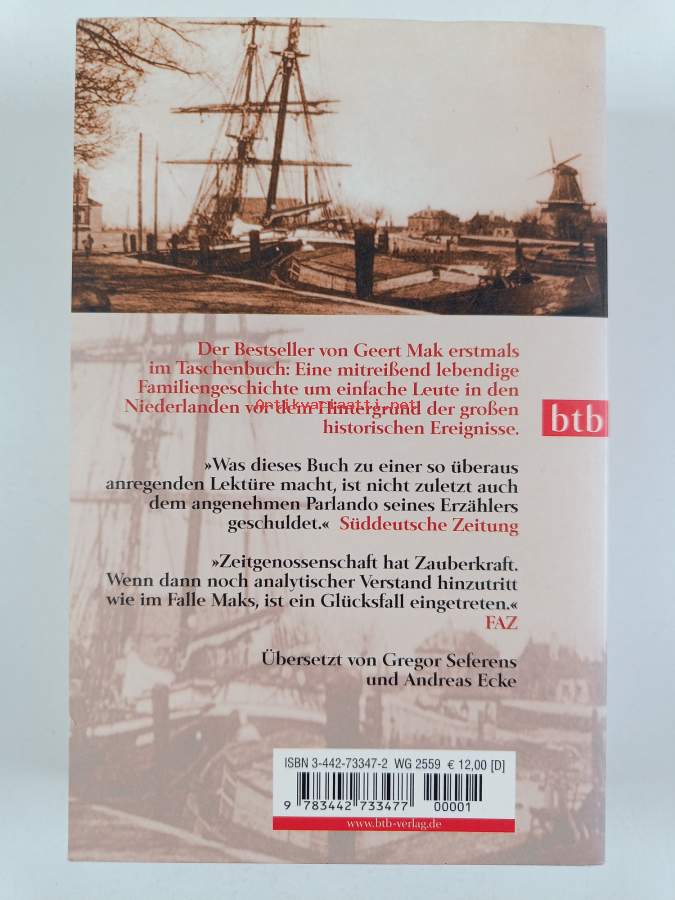 Der Bestseller von Geert Mak erstmals
im Taschenbuch: Eine mitreißend lebendige
Familiengeschichte um einfache Leute in den
Antikvariaatti.net
Niederlanden vor dem Hintergrund der großen
historischen Ereignisse.
btb
»Was dieses Buch zu einer so überaus
anregenden Lektüre macht, ist nicht zuletzt auch
dem angenehmen Parlando seines Erzählers
geschuldet.« Süddeutsche Zeitung
»Zeitgenossenschaft hat Zauberkraft.
Wenn dann noch analytischer Verstand hinzutritt
wie im Falle Maks, ist ein Glücksfall eingetreten.«
FAZ
Übersetzt von Gregor Seferens
und Andreas Ecke
ISBN 3-442-73347-2 WG 2559 € 12,00 [D]
9 783442 733477 00001
www.btb-verlag.de